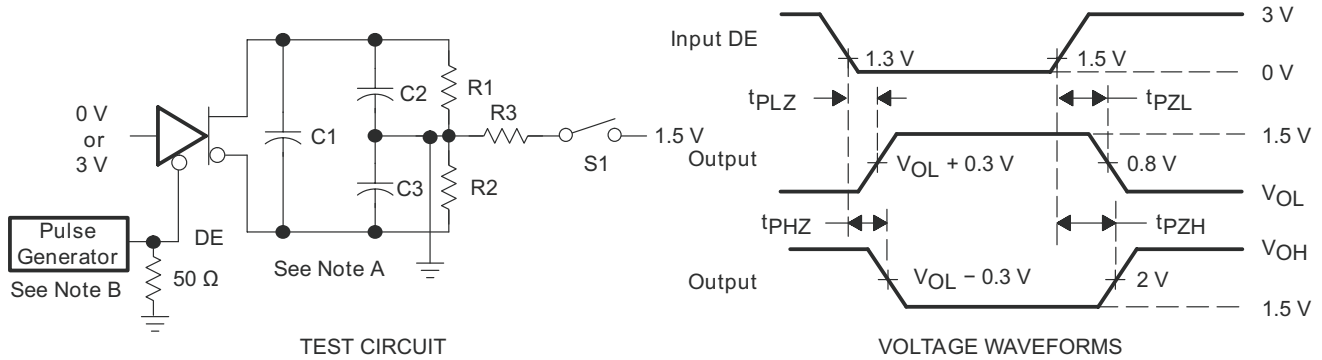 0 V
or
3 V
C1
C2
C3
R1
R2
R3
S1
1.5 V
Pulse
Generator
DE
50 Ω
See Note A
See Note B
TEST CIRCUIT
Input DE
1.3 V
1.5 V
3 V
0 V
tPLZ
tPZL
Output
VOL + 0.3 V
0.8 V
1.5 V
VOL
tPHZ
tPZH
Output
VOL − 0.3 V
2 V
VOH
1.5 V
VOLTAGE WAVEFORMS